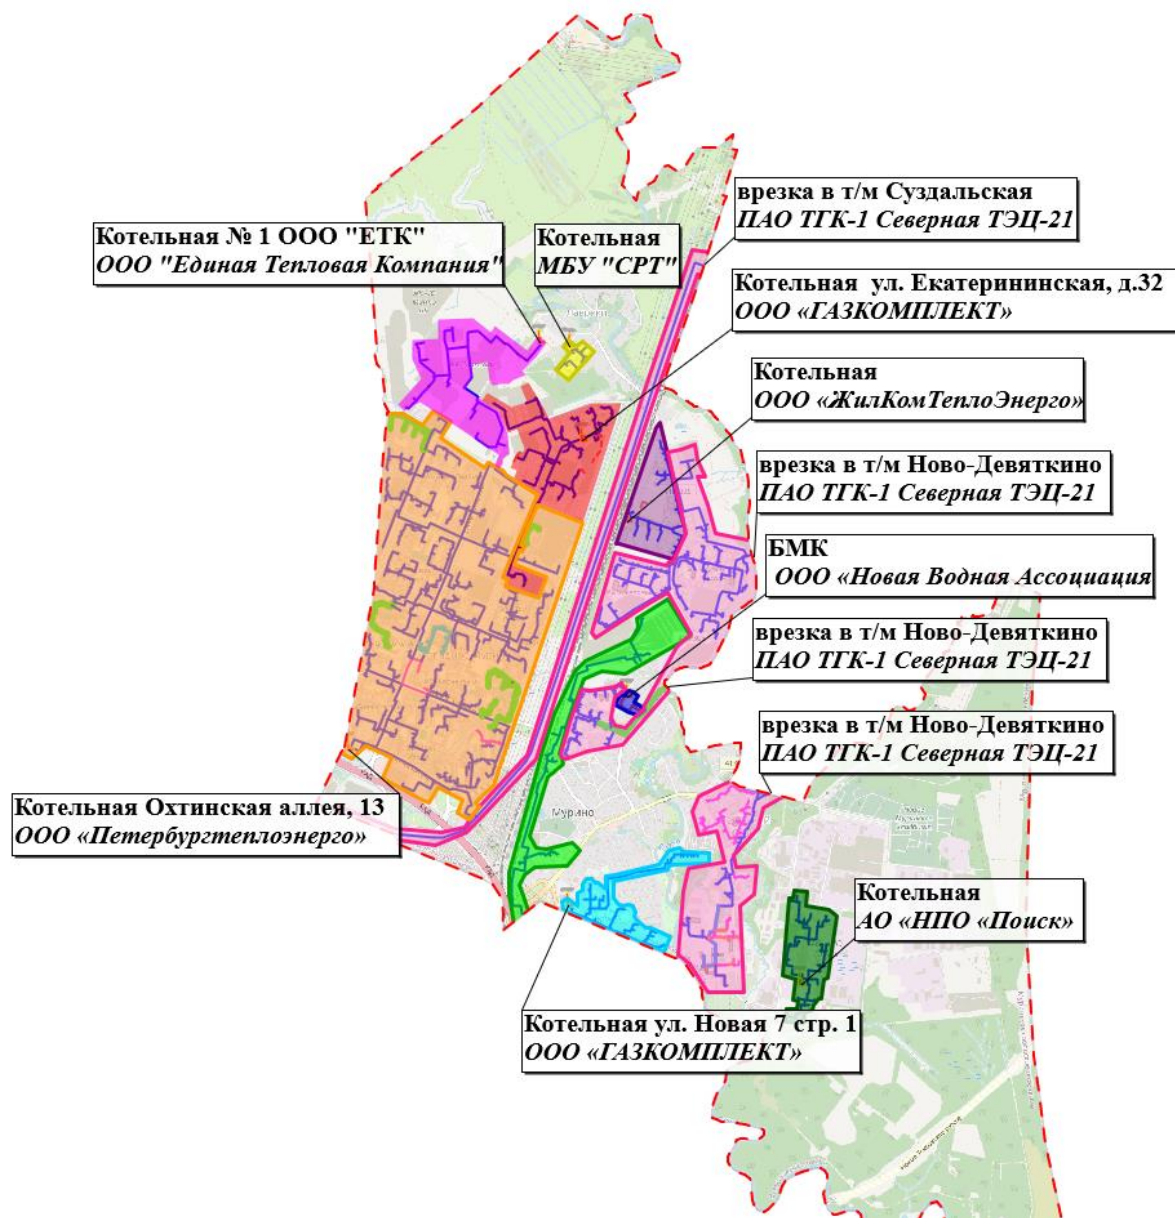 врезка в т/м Суздальская
ПАО ТГК-1 Северная ТЭЦ-21
Котельная № 1 ООО "ЕТК"
ООО "Единая Тепловая Компания"
Котельная
МБУ "СРТ"
Котельная ул. Екатерининская, д.32
ООО «ГАЗКОМПЛЕКТ»
Котельная
ООО «ЖилКомТеплоЭнерго»
врезка в т/м Ново-Девяткино
ПАО ТГК-1 Северная ТЭЦ-21
БМК
ООО «Новая Водная Ассоциация
врезка в т/м Ново-Девяткино
ПАО ТГК-1 Северная ТЭЦ-21
врезка в т/м Ново-Девяткино
ПАО ТГК-1 Северная ТЭЦ-21
Котельная Охтинская аллея, 13
ООО «Петербургтеплоэнерго»
Мурино
Котельная
АО «НПО «Поиск»
Котельная ул. Новая 7 стр. 1
ООО «ГАЗКОМПЛЕКТ»